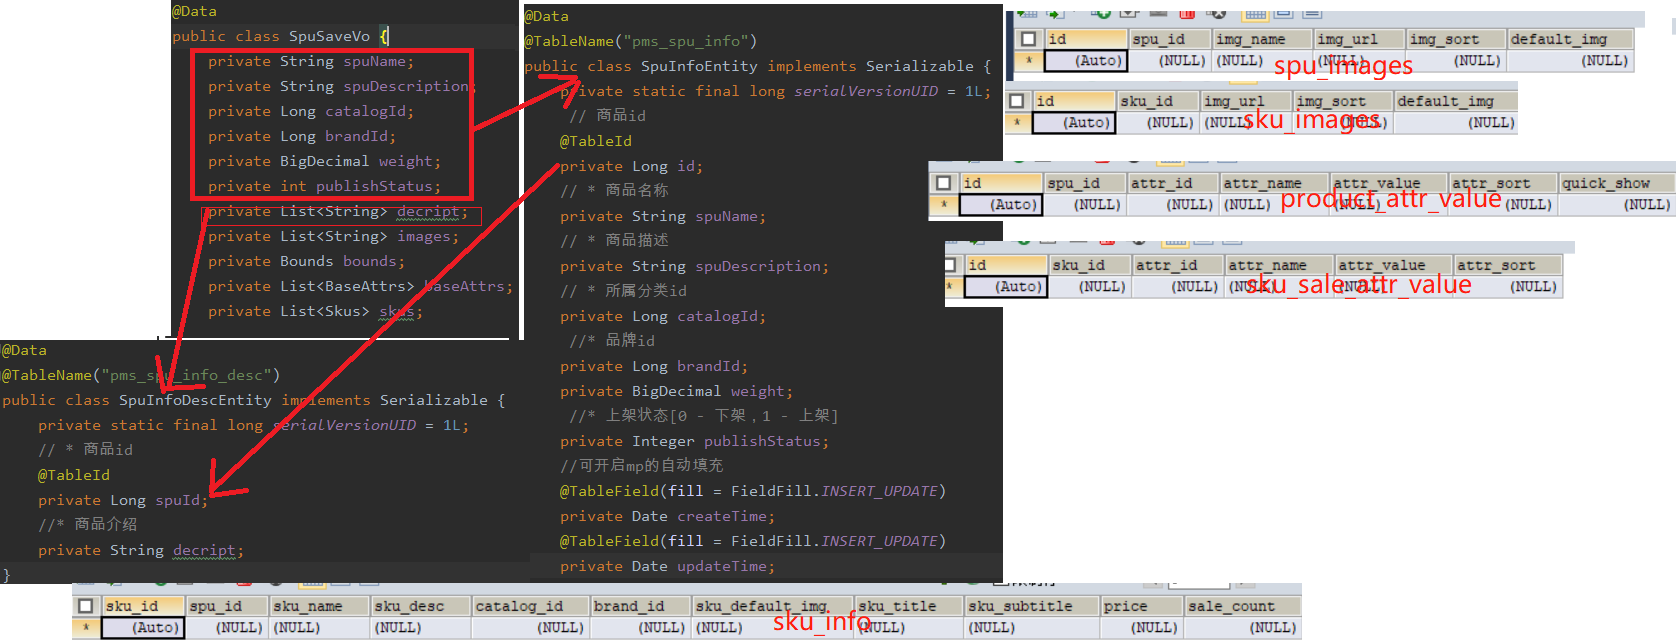 @Data
public class SpuSaveVo {
private String spuName;
private String spuDescription;
private Long catalogId;
private Long brandId;
private BigDecimal weight;
private int publishStatus;
private List<String> decript;
private List<String> images;
private Bounds bounds;
private List<BaseAttrs> baseAttrs;
private List<Skus> skus;
@Data
@TableName("pms_spu_info_desc")
public class SpuInfoDescEntity implements Serializable {
private static final long serialVersionUID = 1L;
// * 商品id
@TableId
private Long spuId;
//* 商品介绍
private String decript;
}
@Data
@TableName("pms_spu_info")
public class SpuInfoEntity implements Serializable {
private static final long serialVersionUID = 1L;
// 商品id
@TableId
private Long id;
// * 商品名称
private String spuName;
// * 商品描述
private String spuDescription;
// * 所属分类id
private Long catalogId;
//* 品牌id
private Long brandId;
private BigDecimal weight;
//* 上架状态[0 - 下架，1 - 上架]
private Integer publishStatus;
//可开启mp的自动填充
@TableField(fill = FieldFill.INSERT_UPDATE)
private Date createTime;
@TableField(fill = FieldFill.INSERT_UPDATE)
private Date updateTime;
id spu_id img_name img_url img_sort default_img
* (Auto) (NULL) (NULL) (NULL) (NULL) (NULL)
spu_images
id sku_id img_url img_sort default_img
* (Auto) (NULL) (NULL) (NULL) (NULL)
sku_images
id spu_id attr_id attr_name attr_value attr_sort quick_show
* (Auto) (NULL) (NULL) (NULL) (NULL) (NULL) (NULL)
product_attr_value
id sku_id attr_id attr_name attr_value attr_sort
* (Auto) (NULL) (NULL) (NULL) (NULL) (NULL)
sku_sale_attr_value
sku_id spu_id sku_name sku_desc catalog_id brand_id sku_default_img sku_title sku_subtitle price sale_count
* (Auto) (NULL) (NULL) (NULL) (NULL) (NULL) (NULL) (NULL) (NULL) (NULL) (NULL)
sku_info